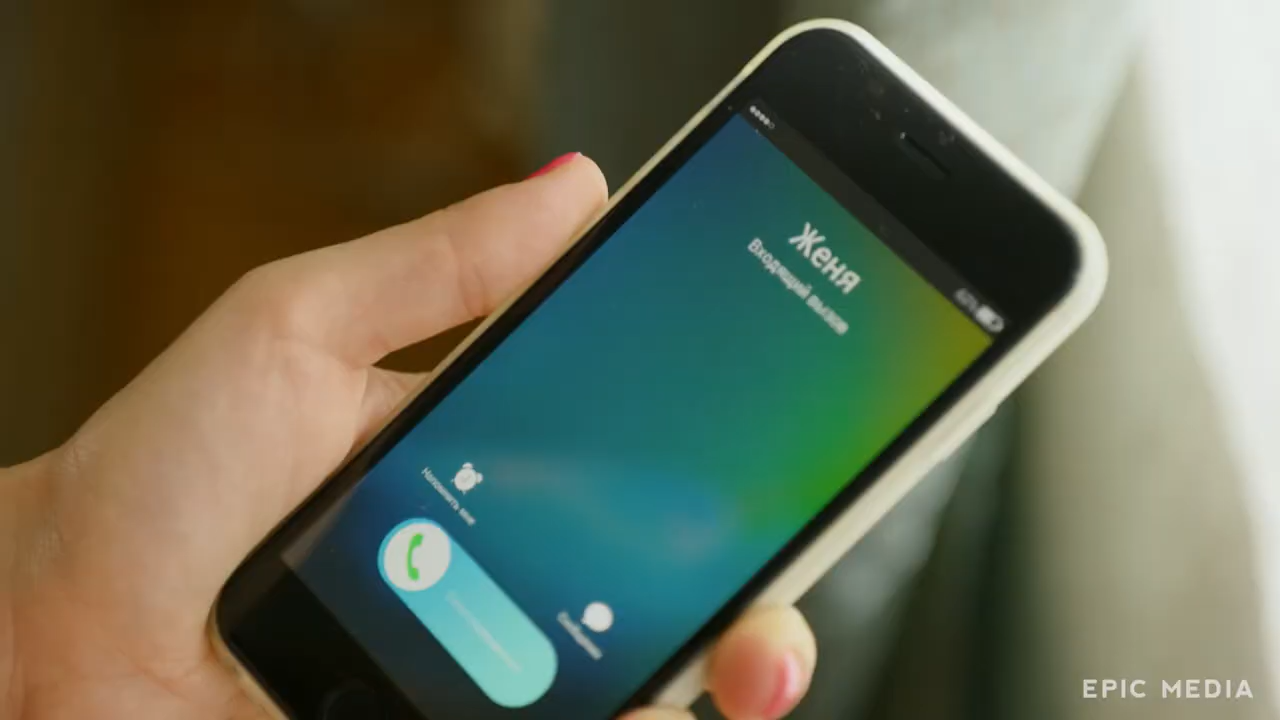 Женя
Входящий вызов
Напомнить мне
Сообщение
EPIC MEDIA